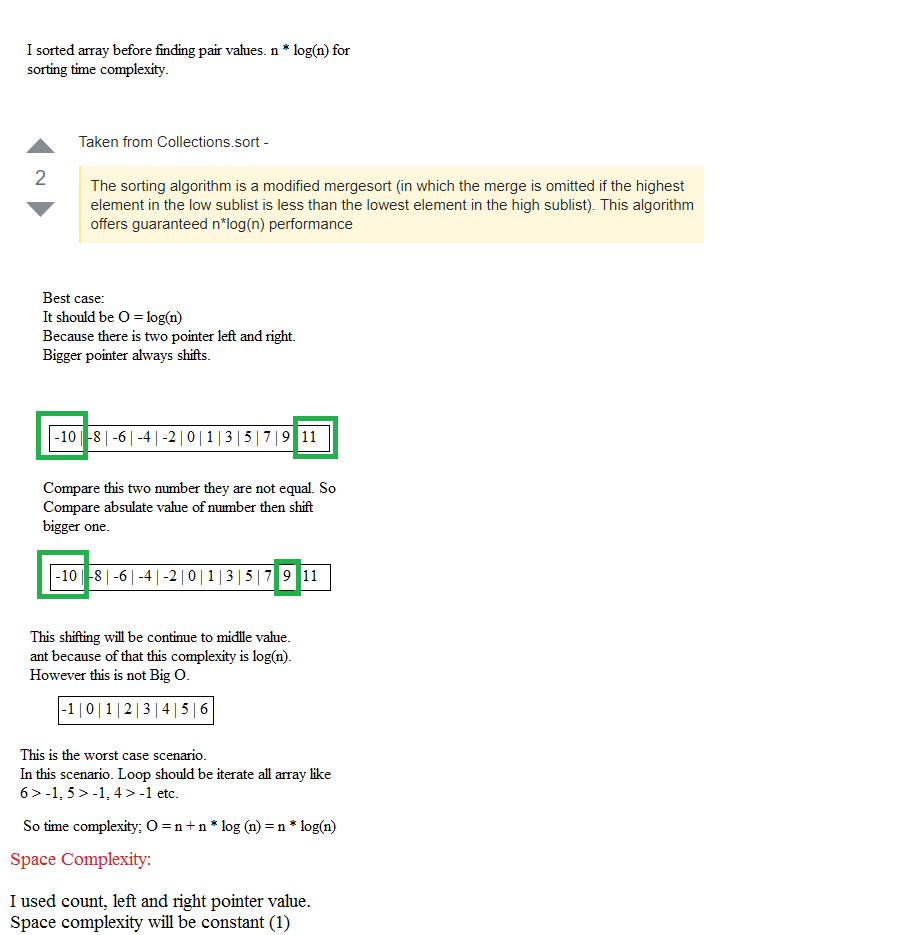 I sorted array before finding pair values. n * log(n) for
sorting time complexity.
Taken from Collections.sort -
2
The sorting algorithm is a modified mergesort (in which the merge is omitted if the highest
element in the low sublist is less than the lowest element in the high sublist). This algorithm
offers guaranteed n*log(n) performance
Best case:
It should be O = log(n)
Because there is two pointer left and right.
Bigger pointer always shifts.
-10 | -8 | -6 | -4 | -2 | 0 | 1 | 3 | 5 | 7 | 9 | 11
Compare this two number they are not equal. So
Compare absulate value of number then shift
bigger one.
-10 | -8 | -6 | -4 | -2 | 0 | 1 | 3 | 5 | 7 | 9 | 11
This shifting will be continue to midlle value.
ant because of that this complexity is log(n).
However this is not Big O.
-1 | 0 | 1 | 2 | 3 | 4 | 5 | 6
This is the worst case scenario.
In this scenario. Loop should be iterate all array like
6 > -1, 5 > -1, 4 > -1 etc.
So time complexity; O = n + n * log (n) = n * log(n)
Space Complexity:
I used count, left and right pointer value.
Space complexity will be constant (1)